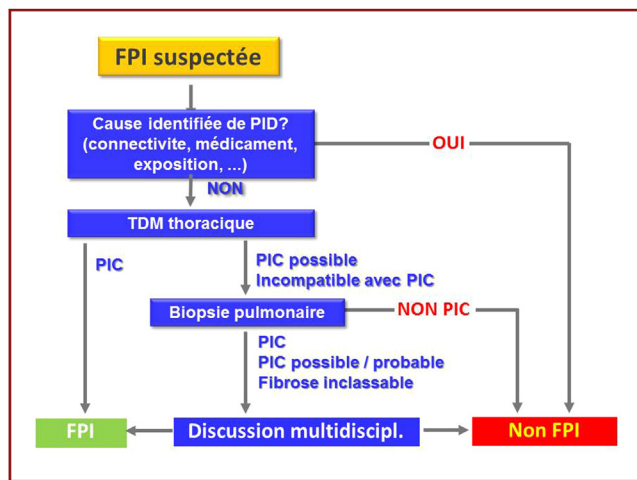 FPI suspectée
Cause identifiée de PID?
(connectivite, médicament,
exposition, ...)
OUI
NON
TDM thoracique
PIC
PIC possible
Incompatible avec PIC
Biopsie pulmonaire
NON PIC
PIC
PIC possible / probable
Fibrose inclassable
FPI
Discussion multidiscipl.
Non FPI